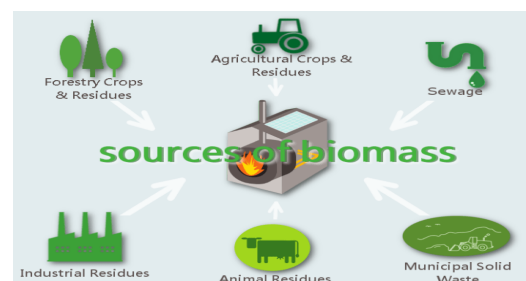 Forestry Crops
& Residues
Agricultural Crops &
Residues
Sewage
sources of biomass
Industrial Residues
Animal Residues
Municipal Solid
Waste